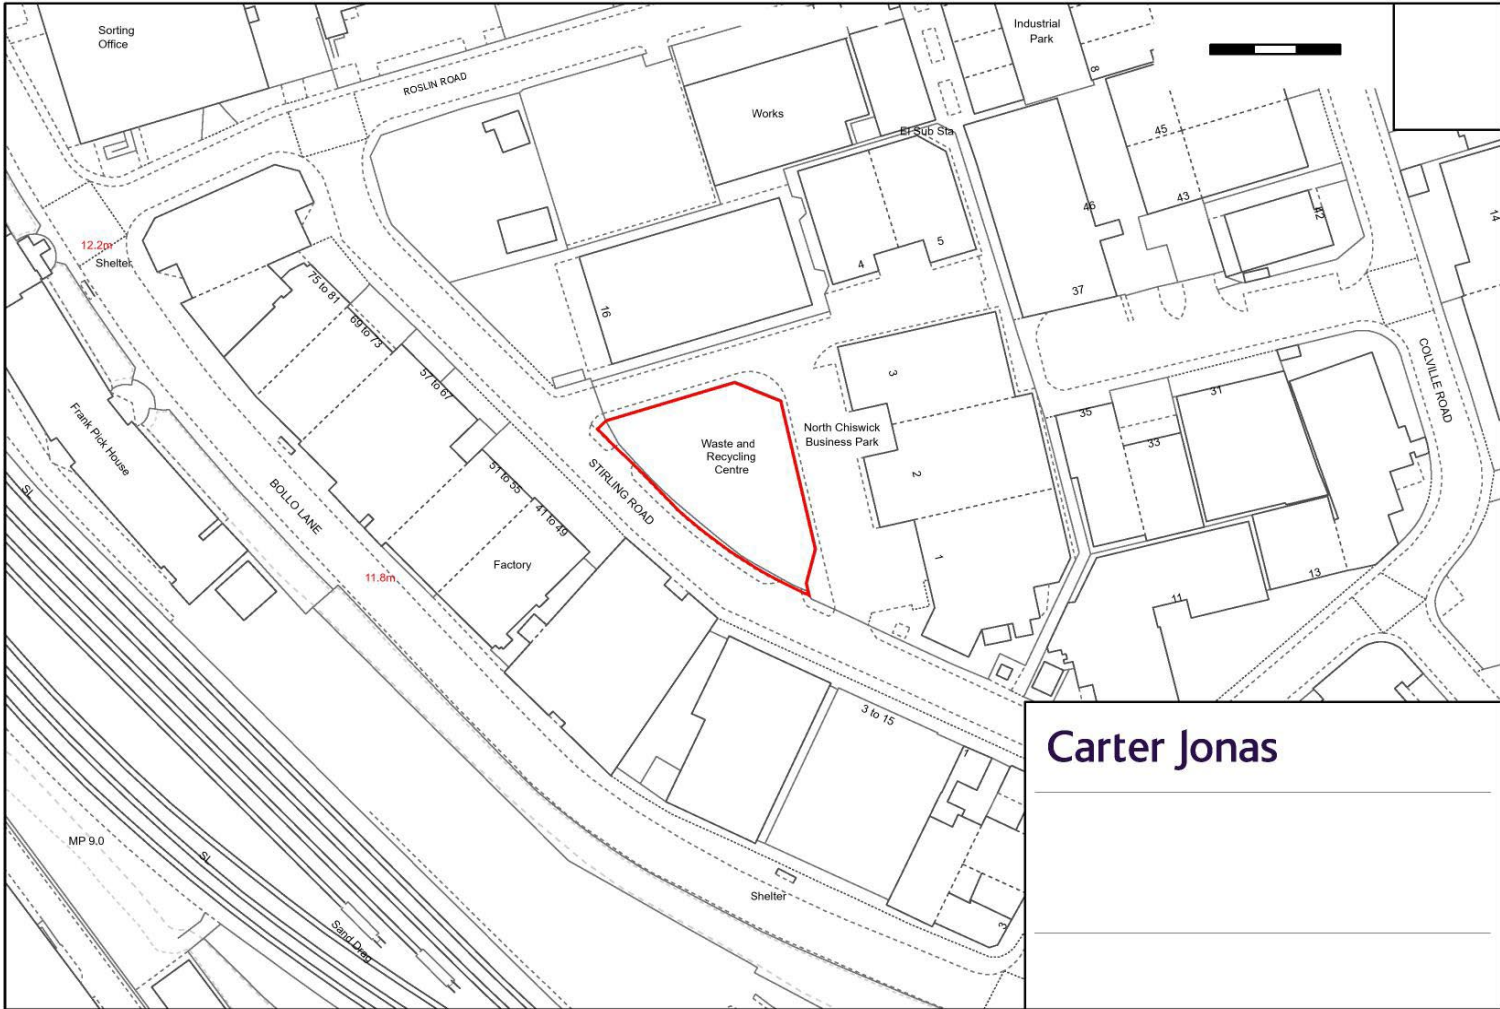 Sorting
Office
ROSLIN ROAD
Works
El Sub Sta
Industrial
Park
8
45
43
42
46
37
14
12.2m
Shelter
75 to 81
69 to 73
57 to 67
51 to 55
41 to 49
Factory
16
4
5
3
2
1
North Chiswick
Business Park
Waste and
Recycling
Centre
STIRLING ROAD
BOLLO LANE
11.8m
Frank Pick House
COLVILLE ROAD
35
33
31
13
11
3 to 15
1
3
Shelter
SL
SL
MP 9.0
Sand Drag
Carter Jonas